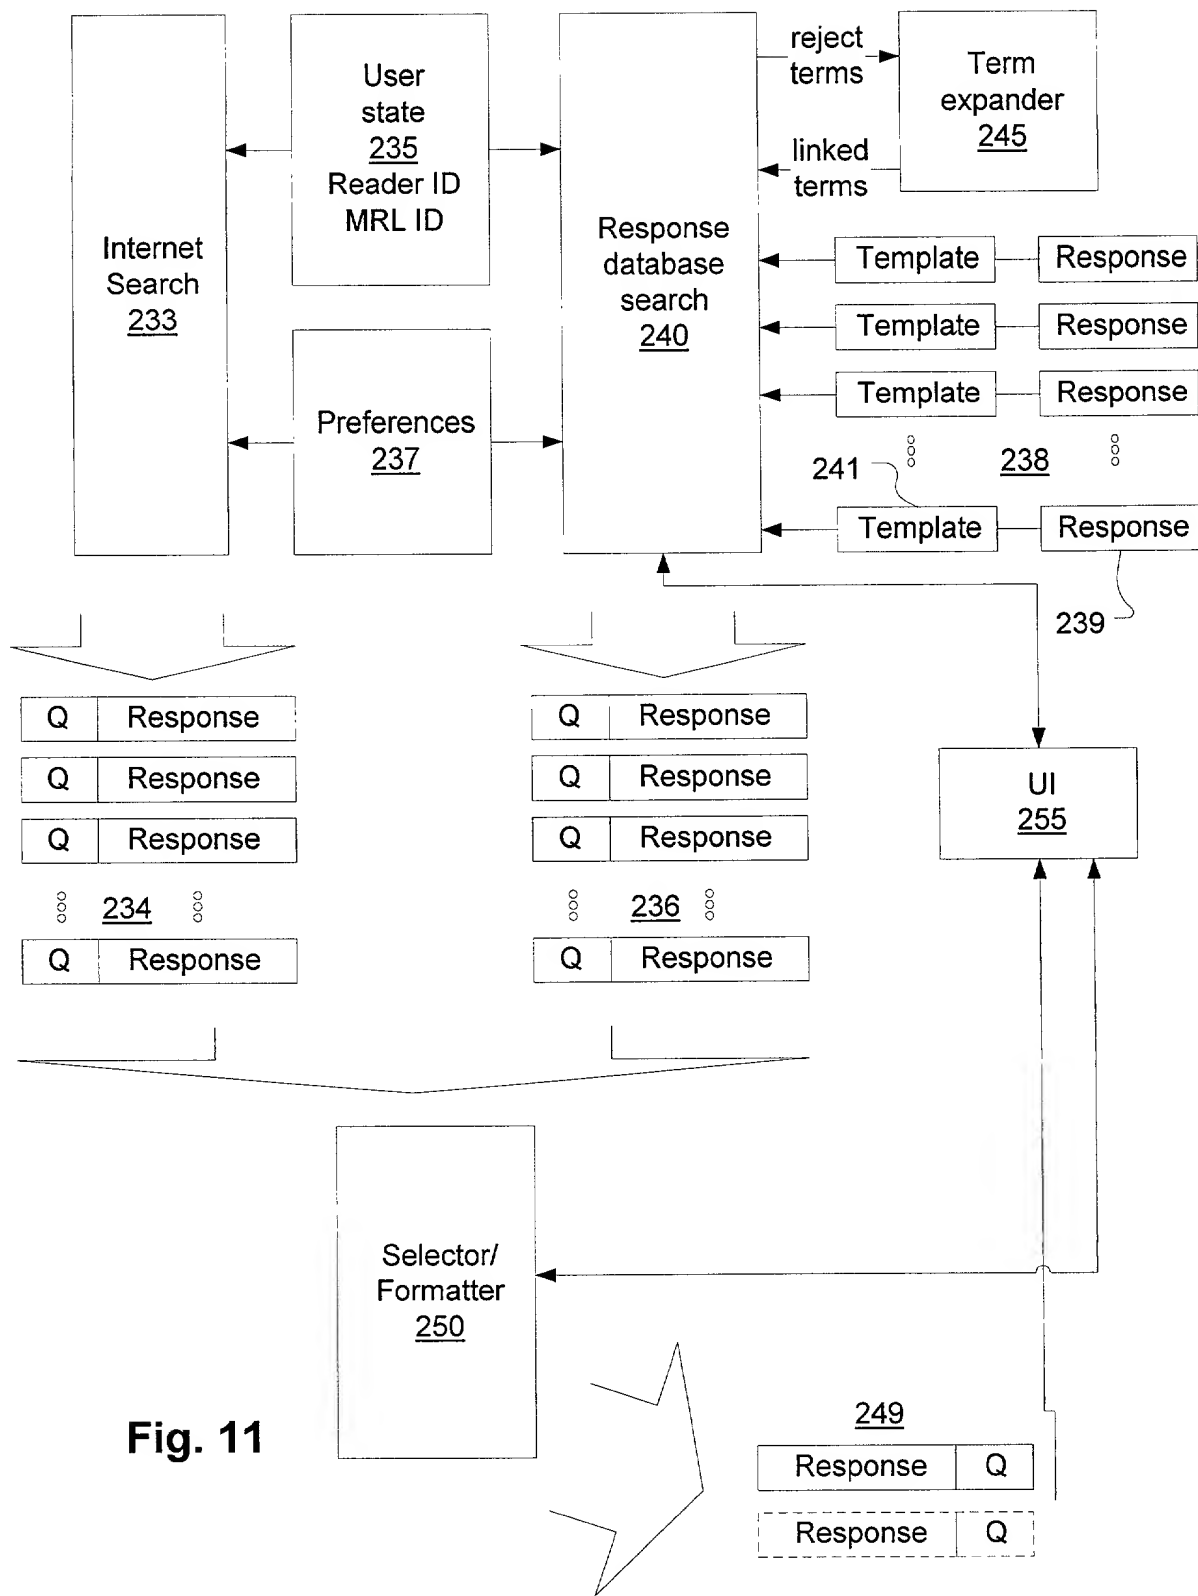 Internet
Search
233
User
state
235
Reader ID
MRL ID
Preferences
237
Response
database
search
240
reject
terms
linked
terms
Term
expander
245
Template Response
Template Response
Template Response
241
238
Template Response
239
Q Response
Q Response
Q Response
234
Q Response
Q Response
Q Response
Q Response
236
Q Response
UI
255
Selector/
Formatter
250
249
Response Q
Response Q
Fig. 11